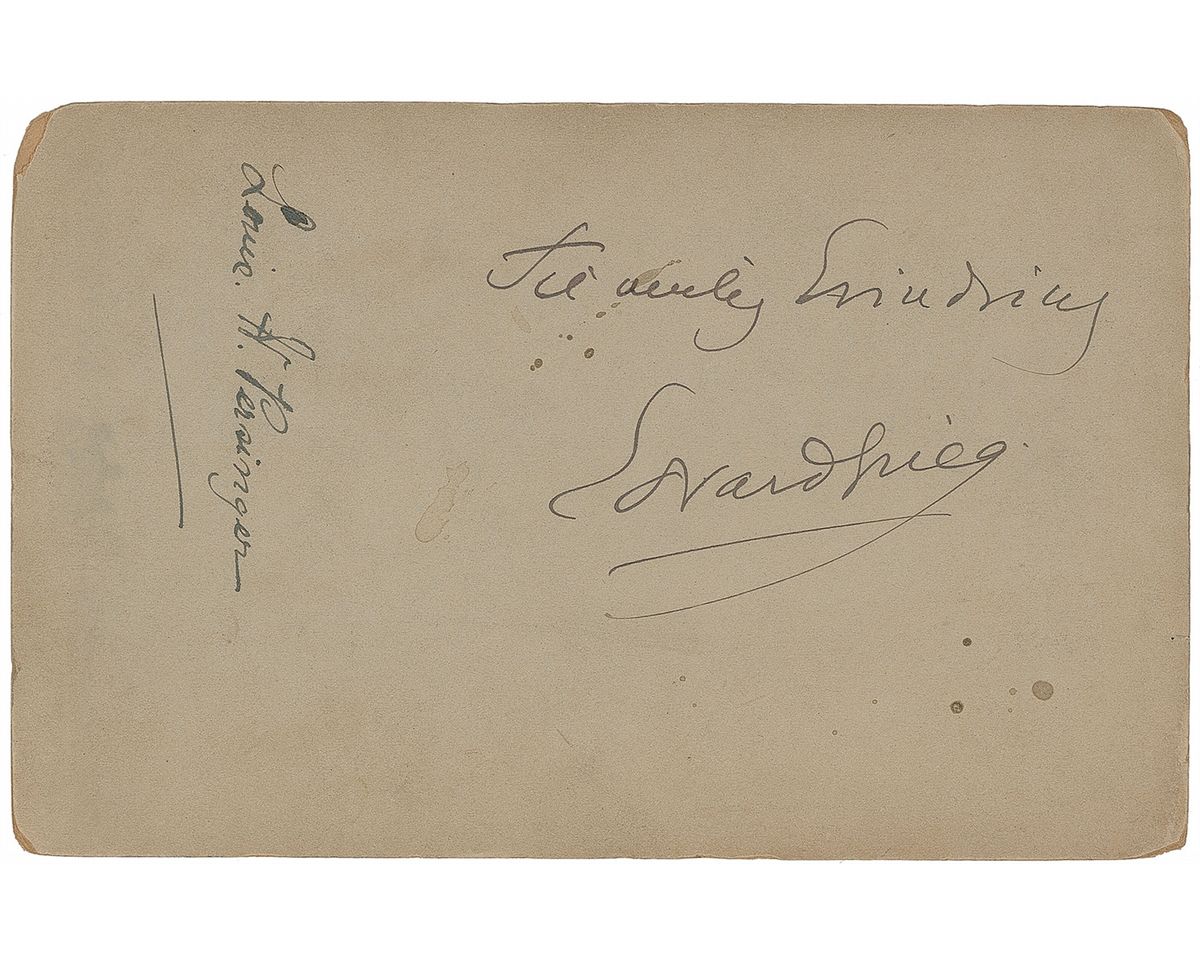 Til venlig Erindring
Edvard Grieg.
Louis. H. Persinger